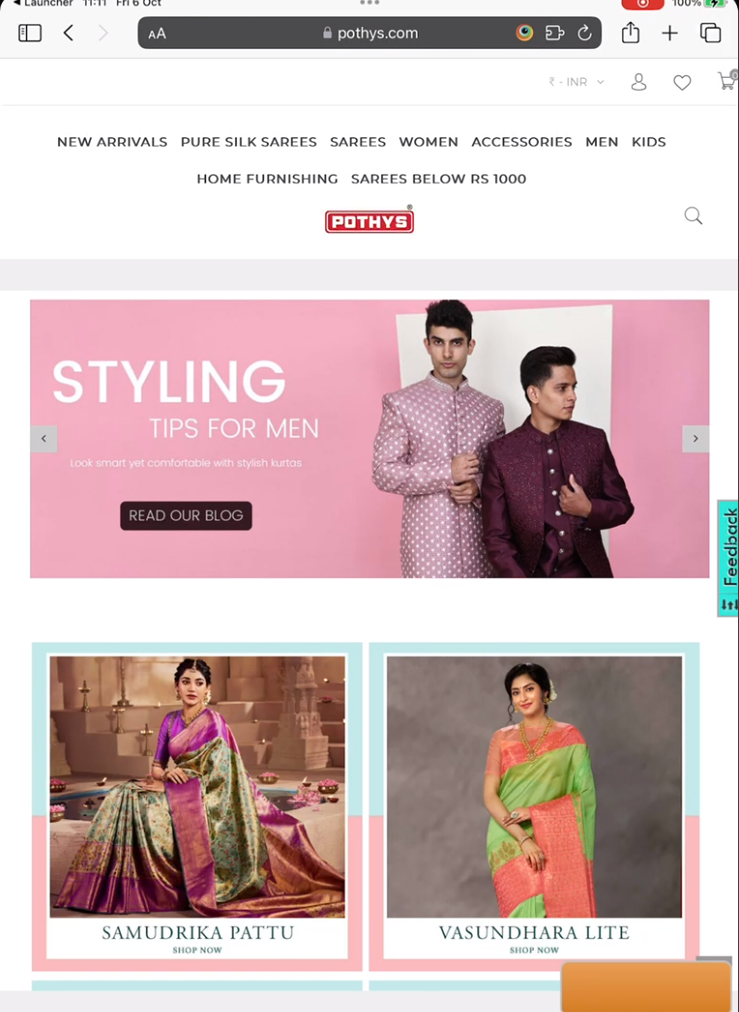 Launcher 11:11 Fri 6 Oct 100%
AA pothys.com
₹ - INR 0
NEW ARRIVALS PURE SILK SAREES SAREES WOMEN ACCESSORIES MEN KIDS
HOME FURNISHING SAREES BELOW RS 1000
POTHYS®
STYLING
TIPS FOR MEN
Look smart yet comfortable with stylish kurtas
READ OUR BLOG
Feedback
SAMUDRIKA PATTU
SHOP NOW
VASUNDHARA LITE
SHOP NOW